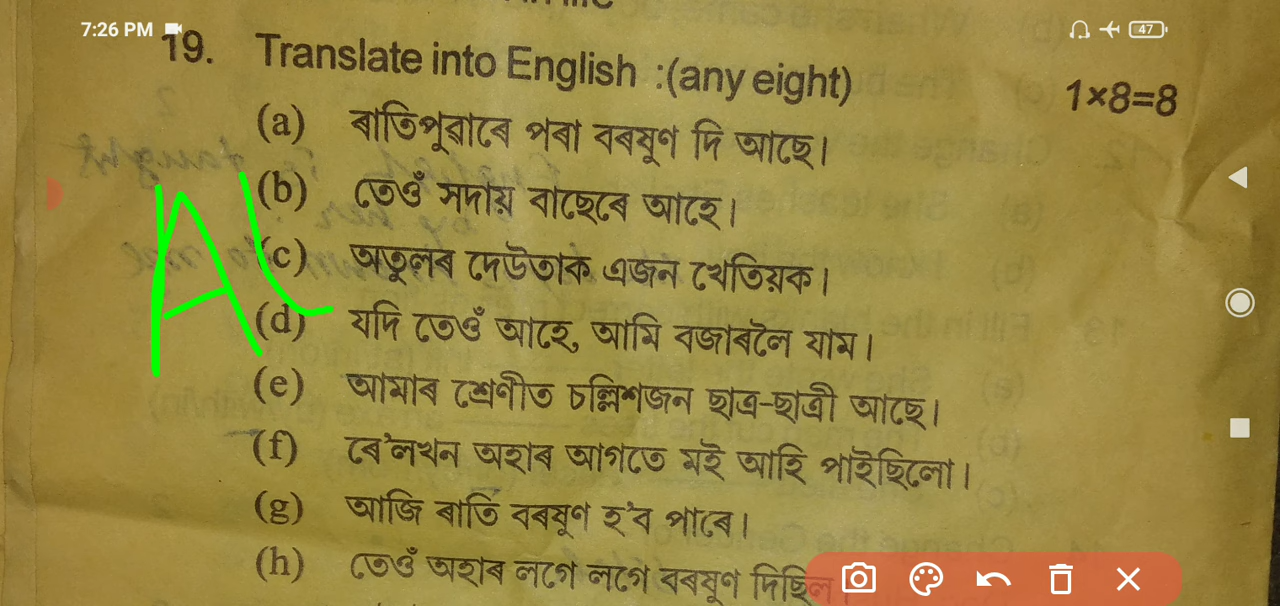 7:26 PM
47
19. Translate into English :(any eight) 1×8=8
(a) ৰাতিপুৱাৰে পৰা বৰষুণ দি আছে।
(b) তেওঁ সদায় বাছেৰে আহে।
(c) অতুলৰ দেউতাক এজন খেতিয়ক।
(d) যদি তেওঁ আহে, আমি বজাৰলৈ যাম।
(e) আমাৰ শ্ৰেণীত চল্লিশজন ছাত্ৰ-ছাত্ৰী আছে।
(f) ৰে'লখন অহাৰ আগতে মই আহি পাইছিলো।
(g) আজি ৰাতি বৰষুণ হ'ব পাৰে।
(h) তেওঁ অহাৰ লগে লগে বৰষুণ দিছিল